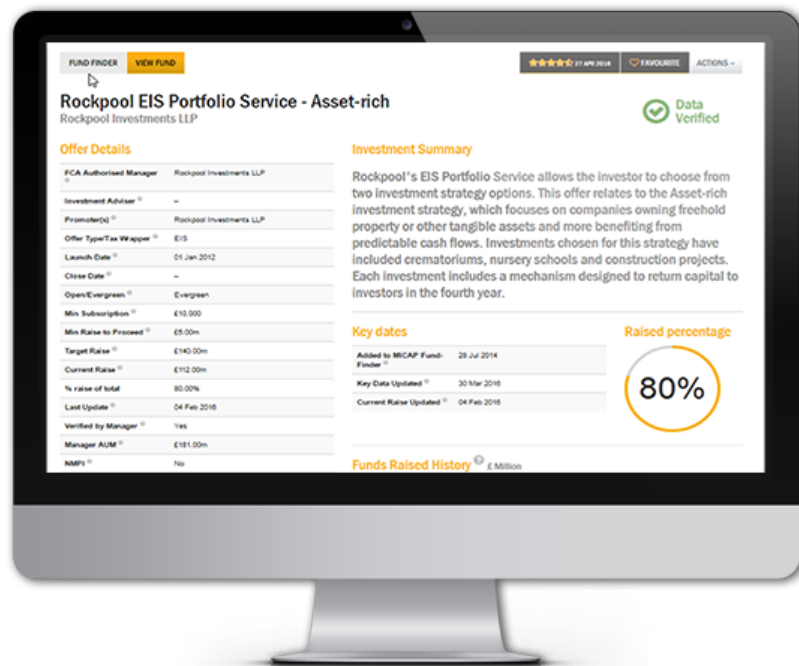 FUND FINDER
VIEW FUND
27 APR 2016
FAVOURITE
ACTIONS
Rockpool EIS Portfolio Service - Asset-rich
Rockpool Investments LLP
Data
Verified
Offer Details
FCA Authorised Manager Rockpool Investments LLP
Investment Adviser –
Promoter(s) Rockpool Investments LLP
Offer Type/Tax Wrapper EIS
Launch Date 01 Jan 2012
Close Date –
Open/Evergreen Evergreen
Min Subscription £10,000
Min Raise to Proceed £5.00m
Target Raise £140.00m
Current Raise £112.00m
% raise of total 80.00%
Last Update 04 Feb 2016
Verified by Manager Yes
Manager AUM £181.00m
NMPI No
Investment Summary
Rockpool's EIS Portfolio Service allows the investor to choose from
two investment strategy options. This offer relates to the Asset-rich
investment strategy, which focuses on companies owning freehold
property or other tangible assets and more benefiting from
predictable cash flows. Investments chosen for this strategy have
included crematoriums, nursery schools and construction projects.
Each investment includes a mechanism designed to return capital to
investors in the fourth year.
Key dates
Added to MICAP Fund-
Finder 28 Jul 2014
Key Data Updated 30 Mar 2016
Current Raise Updated 04 Feb 2016
Raised percentage
80%
Funds Raised History ? £ Million